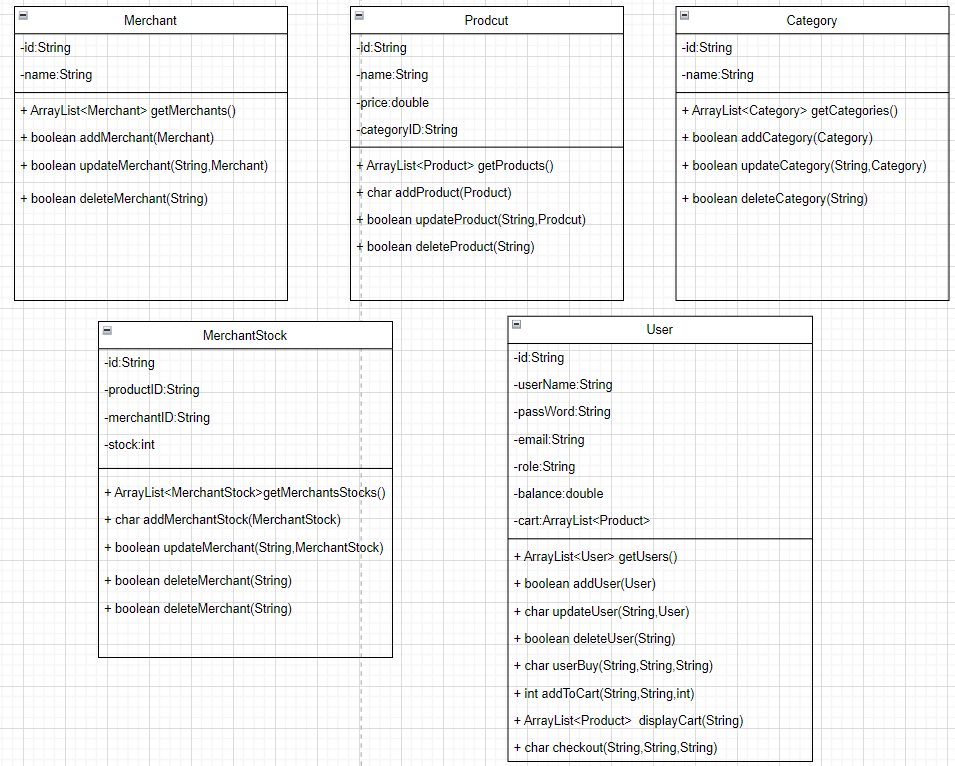 Merchant
-id:String
-name:String
+ ArrayList<Merchant> getMerchants()
+ boolean addMerchant(Merchant)
+ boolean updateMerchant(String,Merchant)
+ boolean deleteMerchant(String)
Prodcut
-id:String
-name:String
-price:double
-categoryID:String
+ ArrayList<Product> getProducts()
+ char addProduct(Product)
+ boolean updateProduct(String,Prodcut)
+ boolean deleteProduct(String)
Category
-id:String
-name:String
+ ArrayList<Category> getCategories()
+ boolean addCategory(Category)
+ boolean updateCategory(String,Category)
+ boolean deleteCategory(String)
MerchantStock
-id:String
-productID:String
-merchantID:String
-stock:int
+ ArrayList<MerchantStock>getMerchantsStocks()
+ char addMerchantStock(MerchantStock)
+ boolean updateMerchant(String,MerchantStock)
+ boolean deleteMerchant(String)
+ boolean deleteMerchant(String)
User
-id:String
-userName:String
-passWord:String
-email:String
-role:String
-balance:double
-cart:ArrayList<Product>
+ ArrayList<User> getUsers()
+ boolean addUser(User)
+ char updateUser(String,User)
+ boolean deleteUser(String)
+ char userBuy(String,String,String)
+ int addToCart(String,String,int)
+ ArrayList<Product>  displayCart(String)
+ char checkout(String,String,String)